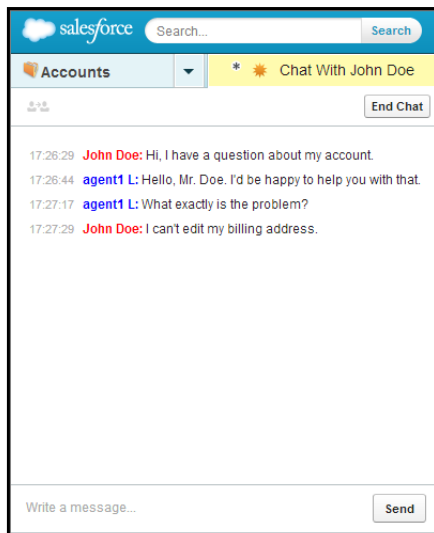 salesforce Search... Search
Accounts * Chat With John Doe
End Chat
17:26:29 John Doe: Hi, I have a question about my account.
17:26:44 agent1 L: Hello, Mr. Doe. I'd be happy to help you with that.
17:27:17 agent1 L: What exactly is the problem?
17:27:29 John Doe: I can't edit my billing address.
Write a message... Send